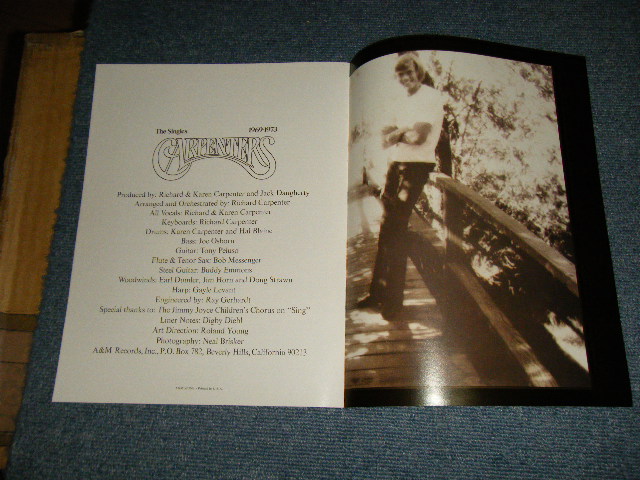 The Singles 1969-1973
CARPENTERS
Produced by: Richard & Karen Carpenter and Jack Daugherty
Arranged and Orchestrated by: Richard Carpenter
All Vocals: Richard & Karen Carpenter
Keyboards: Richard Carpenter
Drums: Karen Carpenter and Hal Blaine
Bass: Joe Osborn
Guitar: Tony Peluso
Flute & Tenor Sax: Bob Messenger
Steel Guitar: Buddy Emmons
Woodwinds: Earl Dumler, Jim Horn and Doug Strawn
Harp: Gayle Levant
Engineered by: Ray Gerhardt
Special thanks to: The Jimmy Joyce Children's Chorus on "Sing"
Liner Notes: Digby Diehl
Art Direction: Roland Young
Photography: Neal Brisker
A&M Records, Inc., P.O. Box 782, Beverly Hills, California 90213